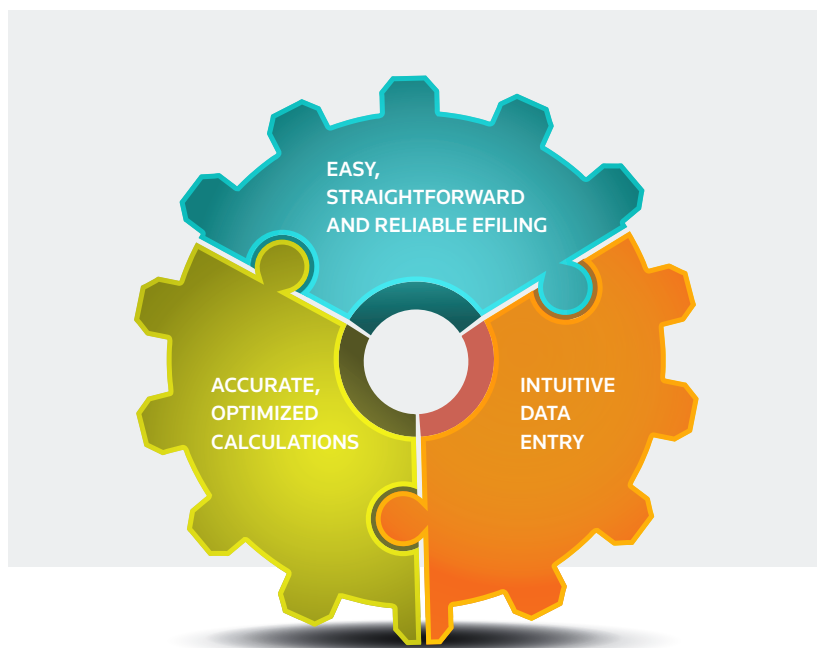 EASY,
STRAIGHTFORWARD
AND RELIABLE EFILING
ACCURATE,
OPTIMIZED
CALCULATIONS
INTUITIVE
DATA
ENTRY